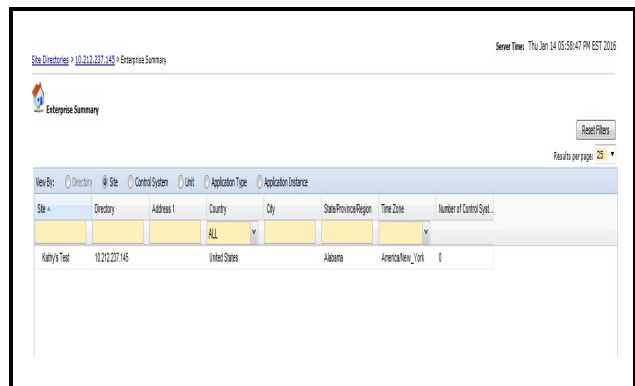 Server Time: Thu Jan 14 05:58:47 PM EST 2016
Site Directories > 10.212.237.145 > Enterprise Summary
Enterprise Summary
Reset Filters
Results per page: 25
View By: Directory Site Control System Unit Application Type Application Instance
Site Directory Address 1 Country City State/Province/Region Time Zone Number of Control Syst...
ALL
Kathy's Test 10.212.237.145 United States Alabama America/New_York 0